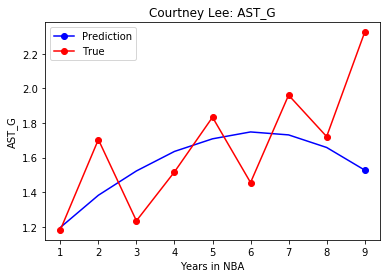 Courtney Lee: AST_G
Prediction
True
AST_G
2.2
2.0
1.8
1.6
1.4
1.2
1 2 3 4 5 6 7 8 9
Years in NBA